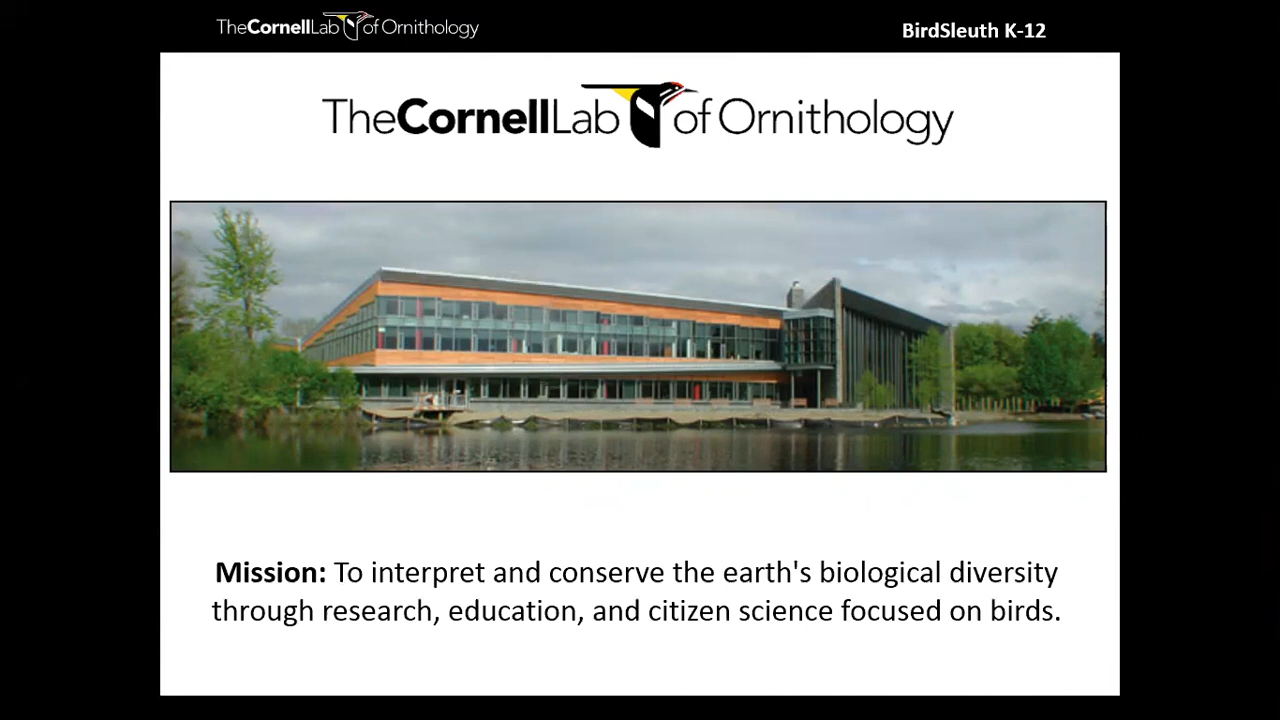 TheCornellLab of Ornithology
BirdSleuth K-12
TheCornellLab of Ornithology
Mission: To interpret and conserve the earth's biological diversity
through research, education, and citizen science focused on birds.